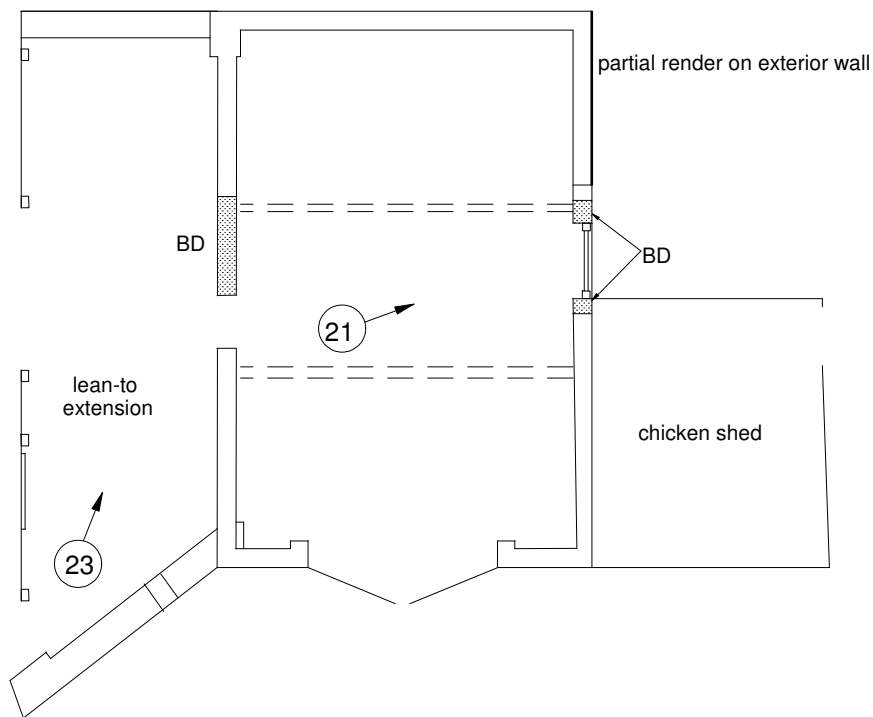 partial render on exterior wall
BD
BD
21
lean-to
extension
chicken shed
23